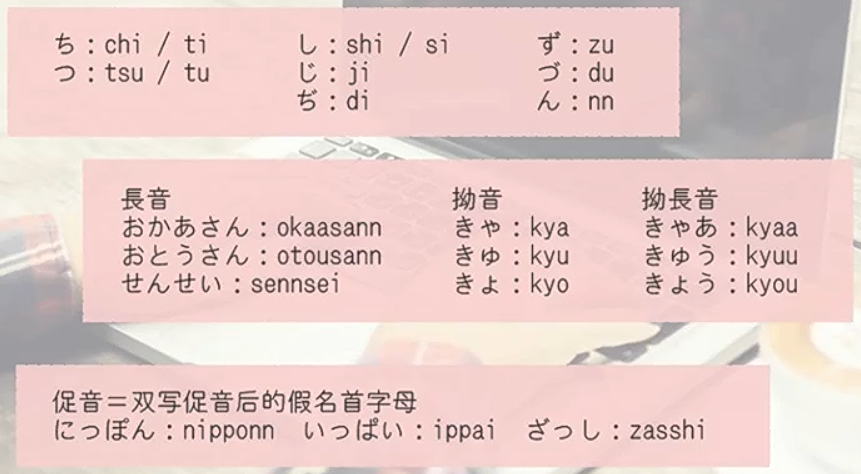 ち：chi / ti　し：shi / si　ず：zu
つ：tsu / tu　じ：ji　づ：du
ぢ：di　ん：nn
長音　拗音　拗長音
おかあさん：okaasann　きゃ：kya　きゃあ：kyaa
おとうさん：otousann　きゅ：kyu　きゅう：kyuu
せんせい：sennsei　きょ：kyo　きょう：kyou
促音＝双写促音后的假名首字母
にっぽん：nipponn　いっぱい：ippai　ざっし：zasshi